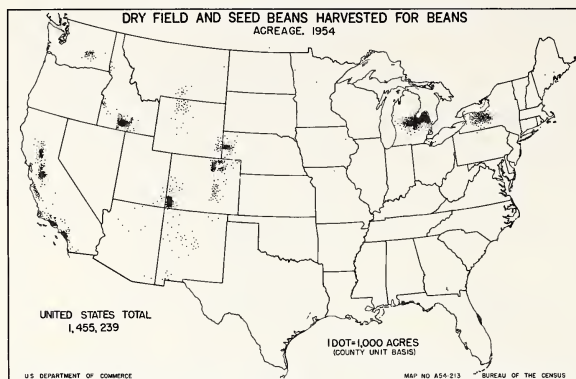 DRY FIELD AND SEED BEANS HARVESTED FOR BEANS
ACREAGE, 1954
UNITED STATES TOTAL
1,455,239
1 DOT=1,000 ACRES
(COUNTY UNIT BASIS)
US DEPARTMENT OF COMMERCE
MAP NO A54-213
BUREAU OF THE CENSUS